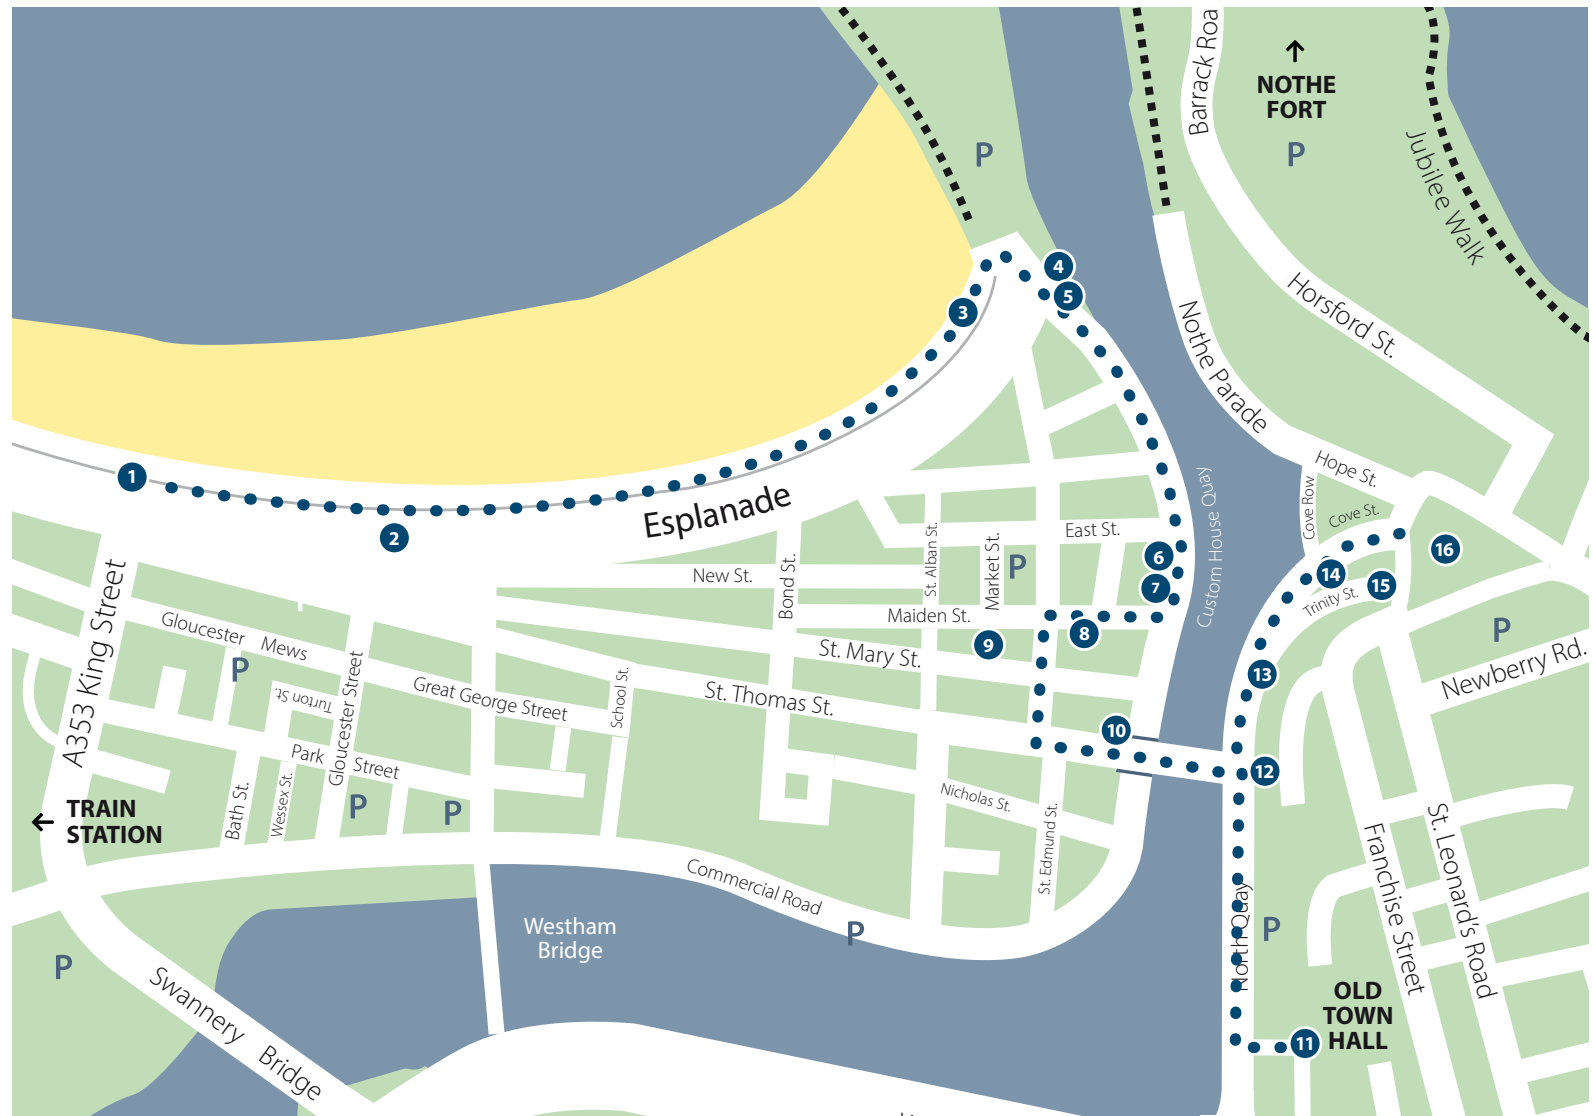 Barrack Roa
NOTHE
FORT
P
P
Jubilee Walk
4
5
3
Horsford St.
Nothe Parade
1
2
Esplanade
Hope St.
Cove Row
Cove St.
Custom House Quay
East St.
St. Alban St.
Market St.
P
6
7
16
14
15
Trinity St.
New St.
Bond St.
Maiden St.
8
9
St. Mary St.
P
Newberry Rd.
A353 King Street
Gloucester Mews
P
Gloucester Street
Great George Street
School St.
St. Thomas St.
13
Turton St.
Park Street
10
12
Bath St.
Wessex St.
P
P
Nicholas St.
St. Edmund St.
TRAIN
STATION
Commercial Road
P
Franchise Street
St. Leonard's Road
North Quay
P
Westham
Bridge
P
Swannery Bridge
OLD
TOWN
HALL
11